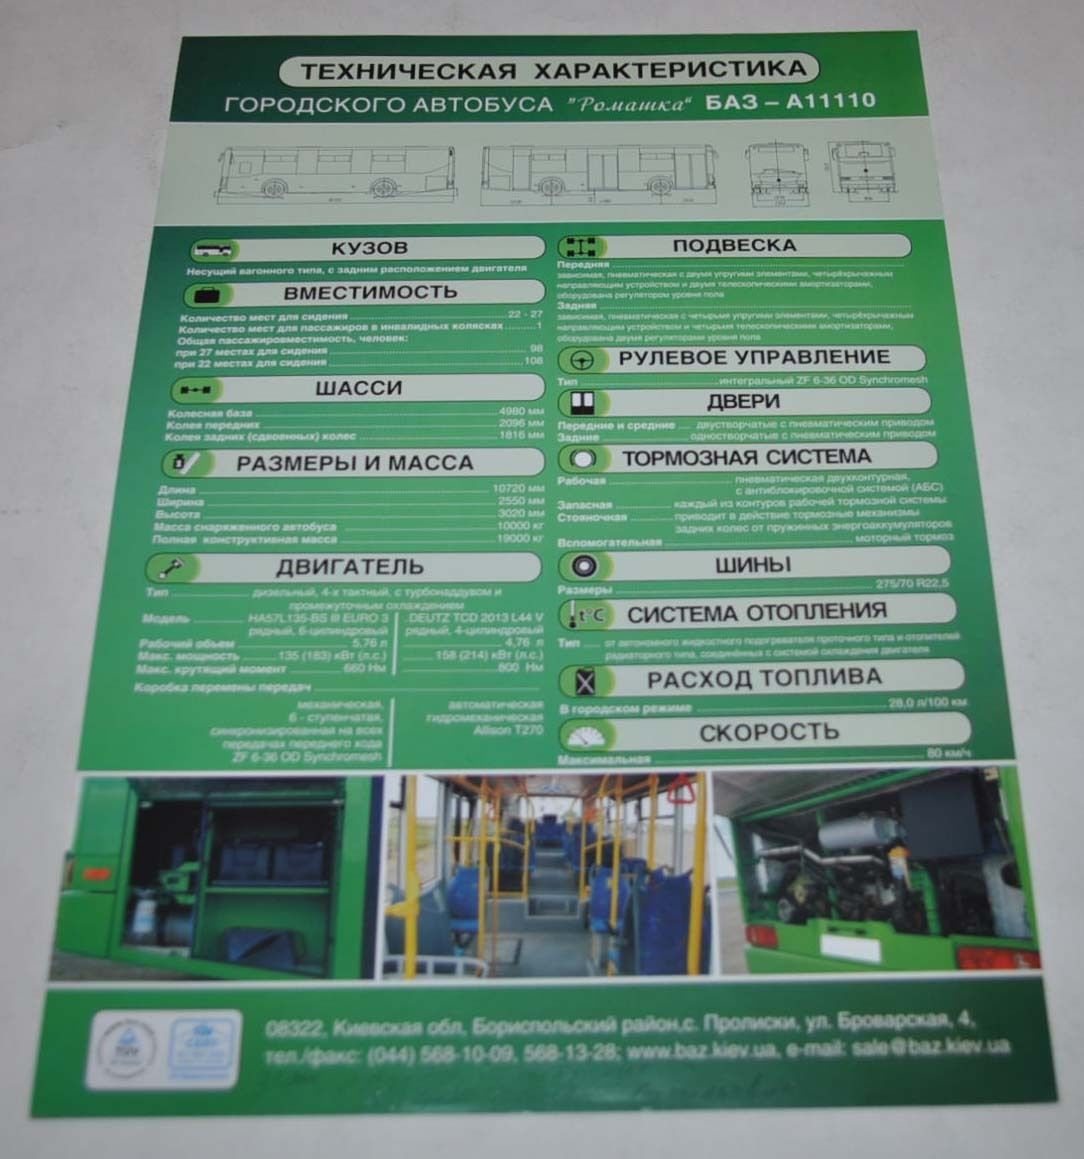 ТЕХНИЧЕСКАЯ ХАРАКТЕРИСТИКА
ГОРОДСКОГО АВТОБУСА "Ромашка" БАЗ – А11110
КУЗОВ
Несущий вагонного типа, с задним расположением двигателя
ВМЕСТИМОСТЬ
Количество мест для сидения 22 - 27
Количество мест для пассажиров в инвалидных колясках 1
Общая пассажировместимость, человек:
при 27 местах для сидения 98
при 22 местах для сидения 108
ШАССИ
Колесная база 4980 мм
Колея передних 2096 мм
Колея задних (сдвоенных) колес 1816 мм
РАЗМЕРЫ И МАССА
Длина 10720 мм
Ширина 2550 мм
Высота 3020 мм
Масса снаряженного автобуса 10000 кг
Полная конструктивная масса 19000 кг
ДВИГАТЕЛЬ
Тип дизельный, 4-х тактный, с турбонаддувом и
промежуточным охлаждением
Модель HA57L135-BS III EURO 3 DEUTZ TCD 2013 L44 V
рядный, 6-цилиндровый рядный, 4-цилиндровый
Рабочий объем 5,76 л 4,76 л
Макс. мощность 135 (183) кВт (л.с.) 158 (214) кВт (л.с.)
Макс. крутящий момент 660 Нм 800 Нм
Коробка перемены передач
механическая, автоматическая
6 - ступенчатая, гидромеханическая
синхронизированная на всех Allison T270
передачах переднего хода
ZF 6-36 OD Synchromesh
ПОДВЕСКА
Передняя
зависимая, пневматическая с двумя упругими элементами, четырёхрычажным
направляющим устройством и двумя телескопическими амортизаторами,
оборудована регулятором уровня пола
Задняя
зависимая, пневматическая с четырьмя упругими элементами, четырёхрычажным
направляющим устройством и четырьмя телескопическими амортизаторами,
оборудована двумя регуляторами уровня пола
РУЛЕВОЕ УПРАВЛЕНИЕ
Тип интегральный ZF 6-36 OD Synchromesh
ДВЕРИ
Передние и средние двустворчатые с пневматическим приводом
Задние одностворчатые с пневматическим приводом
ТОРМОЗНАЯ СИСТЕМА
Рабочая пневматическая двухконтурная,
с антиблокировочной системой (АБС)
Запасная каждый из контуров рабочей тормозной системы
Стояночная приводит в действие тормозные механизмы
задних колес от пружинных энергоаккумуляторов
Вспомогательная моторный тормоз
ШИНЫ
Размеры 275/70 R22,5
t°C СИСТЕМА ОТОПЛЕНИЯ
Тип от автономного жидкостного подогревателя проточного типа и отопителей
радиаторного типа, соединённых с системой охлаждения двигателя
РАСХОД ТОПЛИВА
В городском режиме 28,0 л/100 км
СКОРОСТЬ
Максимальная 80 км/ч
08322, Киевская обл, Бориспольский район,с. Пролиски, ул. Броварская, 4,
тел./факс: (044) 568-10-09, 568-13-28; www.baz.kiev.ua, e-mail: sale@baz.kiev.ua